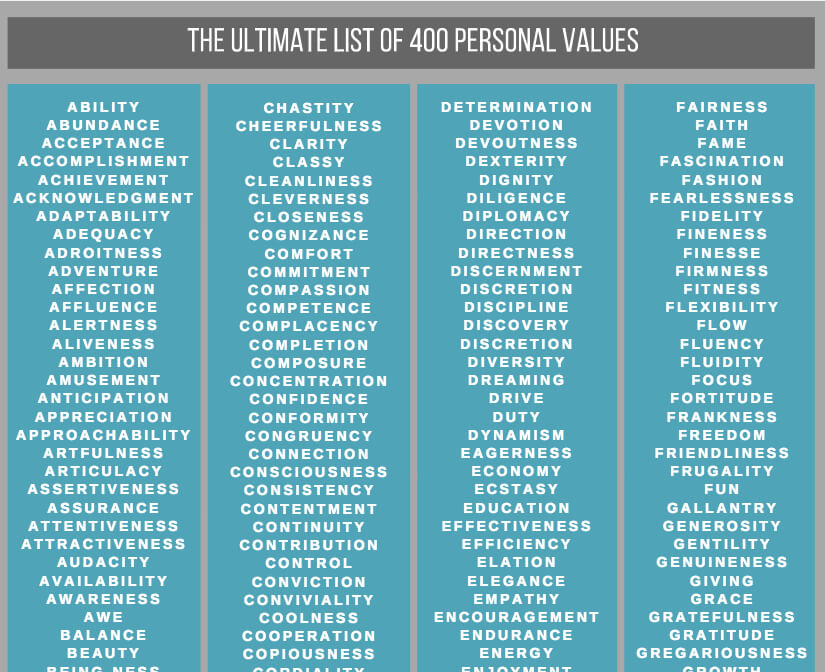 THE ULTIMATE LIST OF 400 PERSONAL VALUES
ABILITY
ABUNDANCE
ACCEPTANCE
ACCOMPLISHMENT
ACHIEVEMENT
ACKNOWLEDGMENT
ADAPTABILITY
ADEQUACY
ADROITNESS
ADVENTURE
AFFECTION
AFFLUENCE
ALERTNESS
ALIVENESS
AMBITION
AMUSEMENT
ANTICIPATION
APPRECIATION
APPROACHABILITY
ARTFULNESS
ARTICULACY
ASSERTIVENESS
ASSURANCE
ATTENTIVENESS
ATTRACTIVENESS
AUDACITY
AVAILABILITY
AWARENESS
AWE
BALANCE
BEAUTY
BEING-NESS
CHASTITY
CHEERFULNESS
CLARITY
CLASSY
CLEANLINESS
CLEVERNESS
CLOSENESS
COGNIZANCE
COMFORT
COMMITMENT
COMPASSION
COMPETENCE
COMPLACENCY
COMPLETION
COMPOSURE
CONCENTRATION
CONFIDENCE
CONFORMITY
CONGRUENCY
CONNECTION
CONSCIOUSNESS
CONSISTENCY
CONTENTMENT
CONTINUITY
CONTRIBUTION
CONTROL
CONVICTION
CONVIVIALITY
COOLNESS
COOPERATION
COPIOUSNESS
CORDIALITY
DETERMINATION
DEVOTION
DEVOUTNESS
DEXTERITY
DIGNITY
DILIGENCE
DIPLOMACY
DIRECTION
DIRECTNESS
DISCERNMENT
DISCRETION
DISCIPLINE
DISCOVERY
DISCRETION
DIVERSITY
DREAMING
DRIVE
DUTY
DYNAMISM
EAGERNESS
ECONOMY
ECSTASY
EDUCATION
EFFECTIVENESS
EFFICIENCY
ELATION
ELEGANCE
EMPATHY
ENCOURAGEMENT
ENDURANCE
ENERGY
ENJOYMENT
FAIRNESS
FAITH
FAME
FASCINATION
FASHION
FEARLESSNESS
FIDELITY
FINENESS
FINESSE
FIRMNESS
FITNESS
FLEXIBILITY
FLOW
FLUENCY
FLUIDITY
FOCUS
FORTITUDE
FRANKNESS
FREEDOM
FRIENDLINESS
FRUGALITY
FUN
GALLANTRY
GENEROSITY
GENTILITY
GENUINENESS
GIVING
GRACE
GRATEFULNESS
GRATITUDE
GREGARIOUSNESS
GROWTH